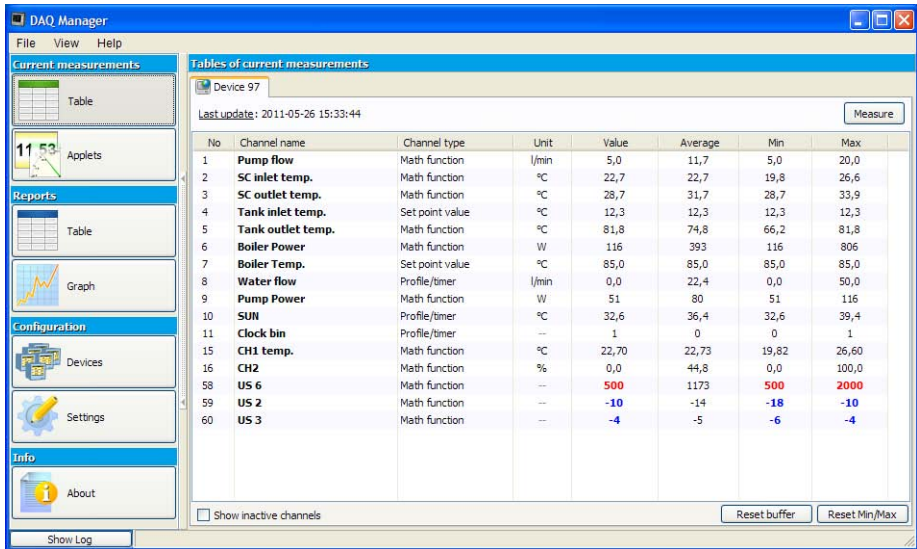 DAQ Manager
File View Help
Current measurements
Table
11 53
Applets
Reports
Table
Graph
Configuration
Devices
Settings
Info
About
Show Log
Tables of current measurements
Device 97
Last update: 2011-05-26 15:33:44
Measure
No Channel name Channel type Unit Value Average Min Max
1 Pump flow Math function l/min 5,0 11,7 5,0 20,0
2 SC inlet temp. Math function °C 22,7 22,7 19,8 26,6
3 SC outlet temp. Math function °C 28,7 31,7 28,7 33,9
4 Tank inlet temp. Set point value °C 12,3 12,3 12,3 12,3
5 Tank outlet temp. Math function °C 81,8 74,8 66,2 81,8
6 Boiler Power Math function W 116 393 116 806
7 Boiler Temp. Set point value °C 85,0 85,0 85,0 85,0
8 Water flow Profile/timer l/min 0,0 22,4 0,0 50,0
9 Pump Power Math function W 51 80 51 116
10 SUN Profile/timer °C 32,6 36,4 32,6 39,4
11 Clock bin Profile/timer -- 1 0 0 1
15 CH1 temp. Math function °C 22,70 22,73 19,82 26,60
16 CH2 Math function % 0,0 44,8 0,0 100,0
58 US 6 Math function -- 500 1173 500 2000
59 US 2 Math function -- -10 -14 -18 -10
60 US 3 Math function -- -4 -5 -6 -4
Show inactive channels
Reset buffer
Reset Min/Max